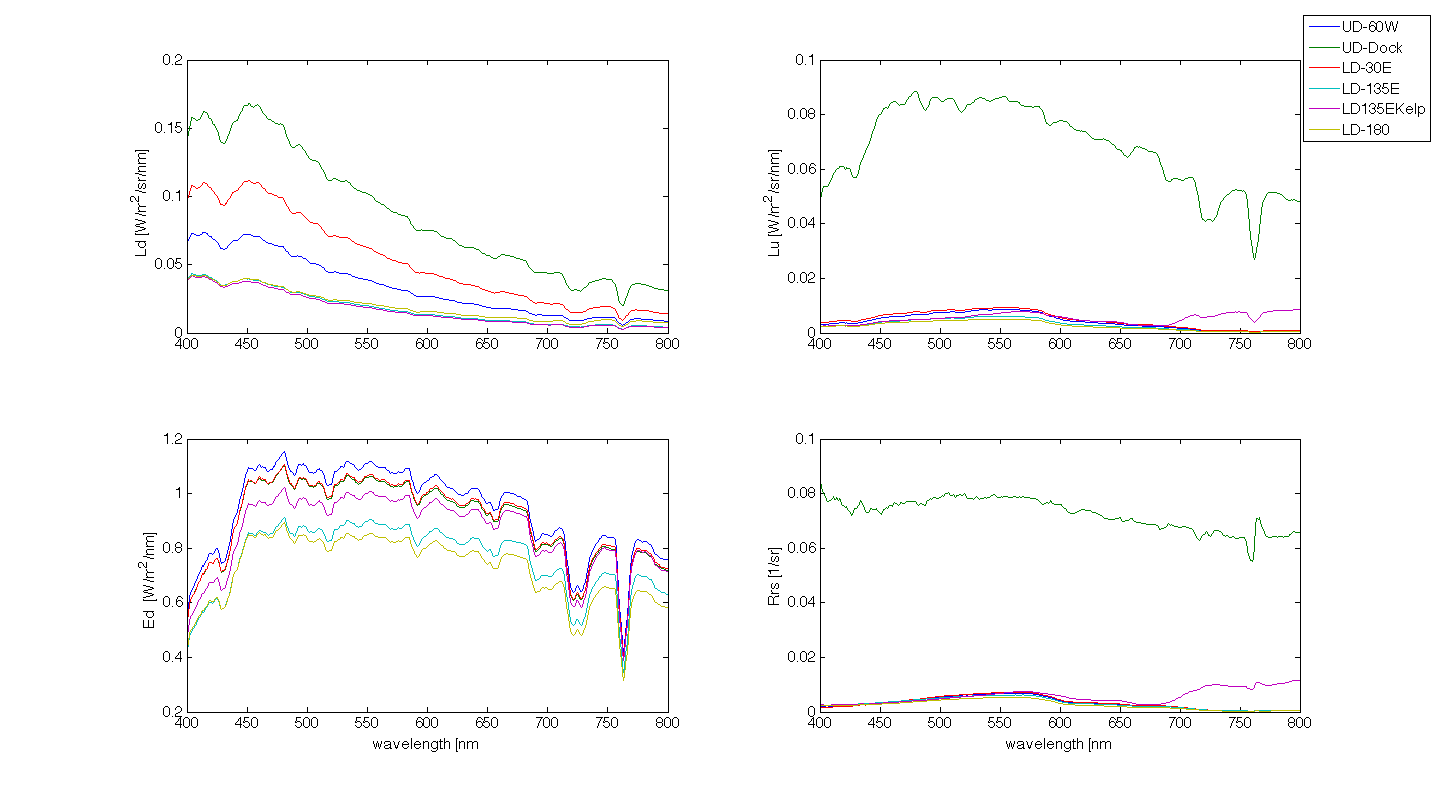 UD-60W
UD-Dock
LD-30E
LD-135E
LD135EKelp
LD-180
0.2
0.15
0.1
0.05
0
Ld [W/m2/sr/nm]
400 450 500 550 600 650 700 750 800
0.1
0.08
0.06
0.04
0.02
0
Lu [W/m2/sr/nm]
400 450 500 550 600 650 700 750 800
1.2
1
0.8
0.6
0.4
0.2
Ed [W/m2/nm]
400 450 500 550 600 650 700 750 800
wavelength [nm
0.1
0.08
0.06
0.04
0.02
0
Rrs [1/sr]
400 450 500 550 600 650 700 750 800
wavelength [nm